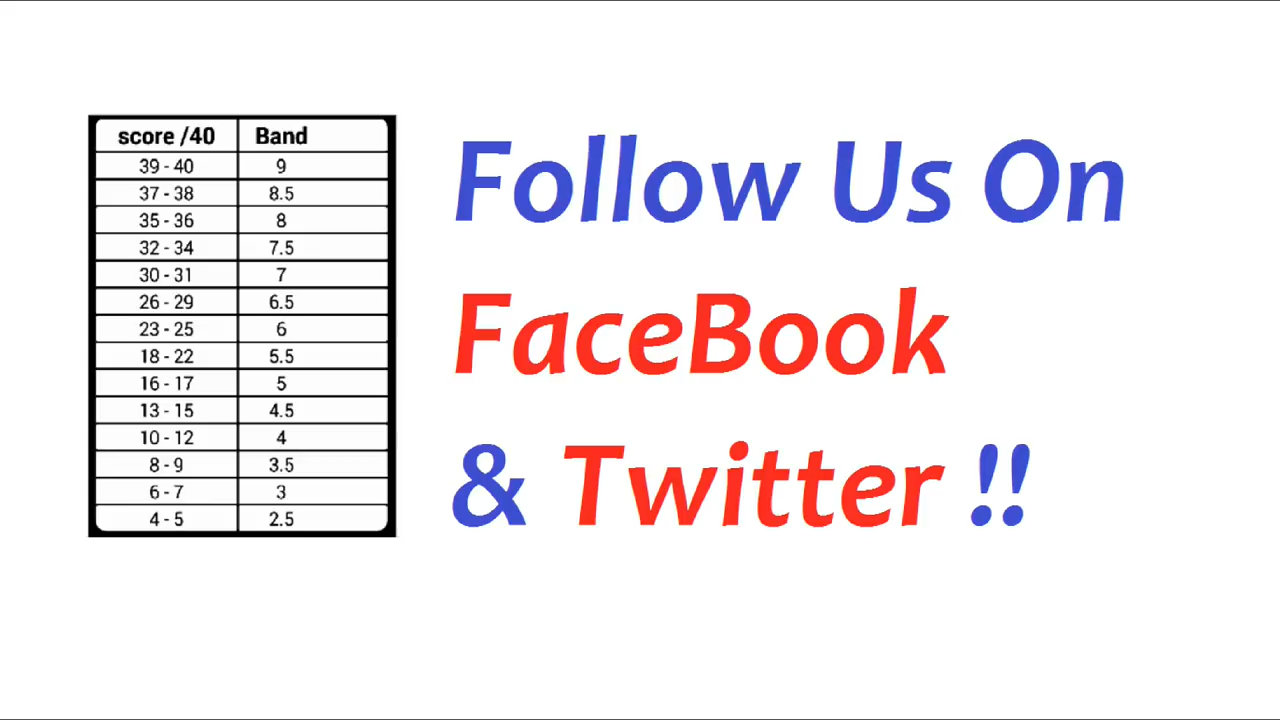 score /40 Band
39 - 40 9
37 - 38 8.5
35 - 36 8
32 - 34 7.5
30 - 31 7
26 - 29 6.5
23 - 25 6
18 - 22 5.5
16 - 17 5
13 - 15 4.5
10 - 12 4
8 - 9 3.5
6 - 7 3
4 - 5 2.5
Follow Us On
FaceBook
& Twitter !!